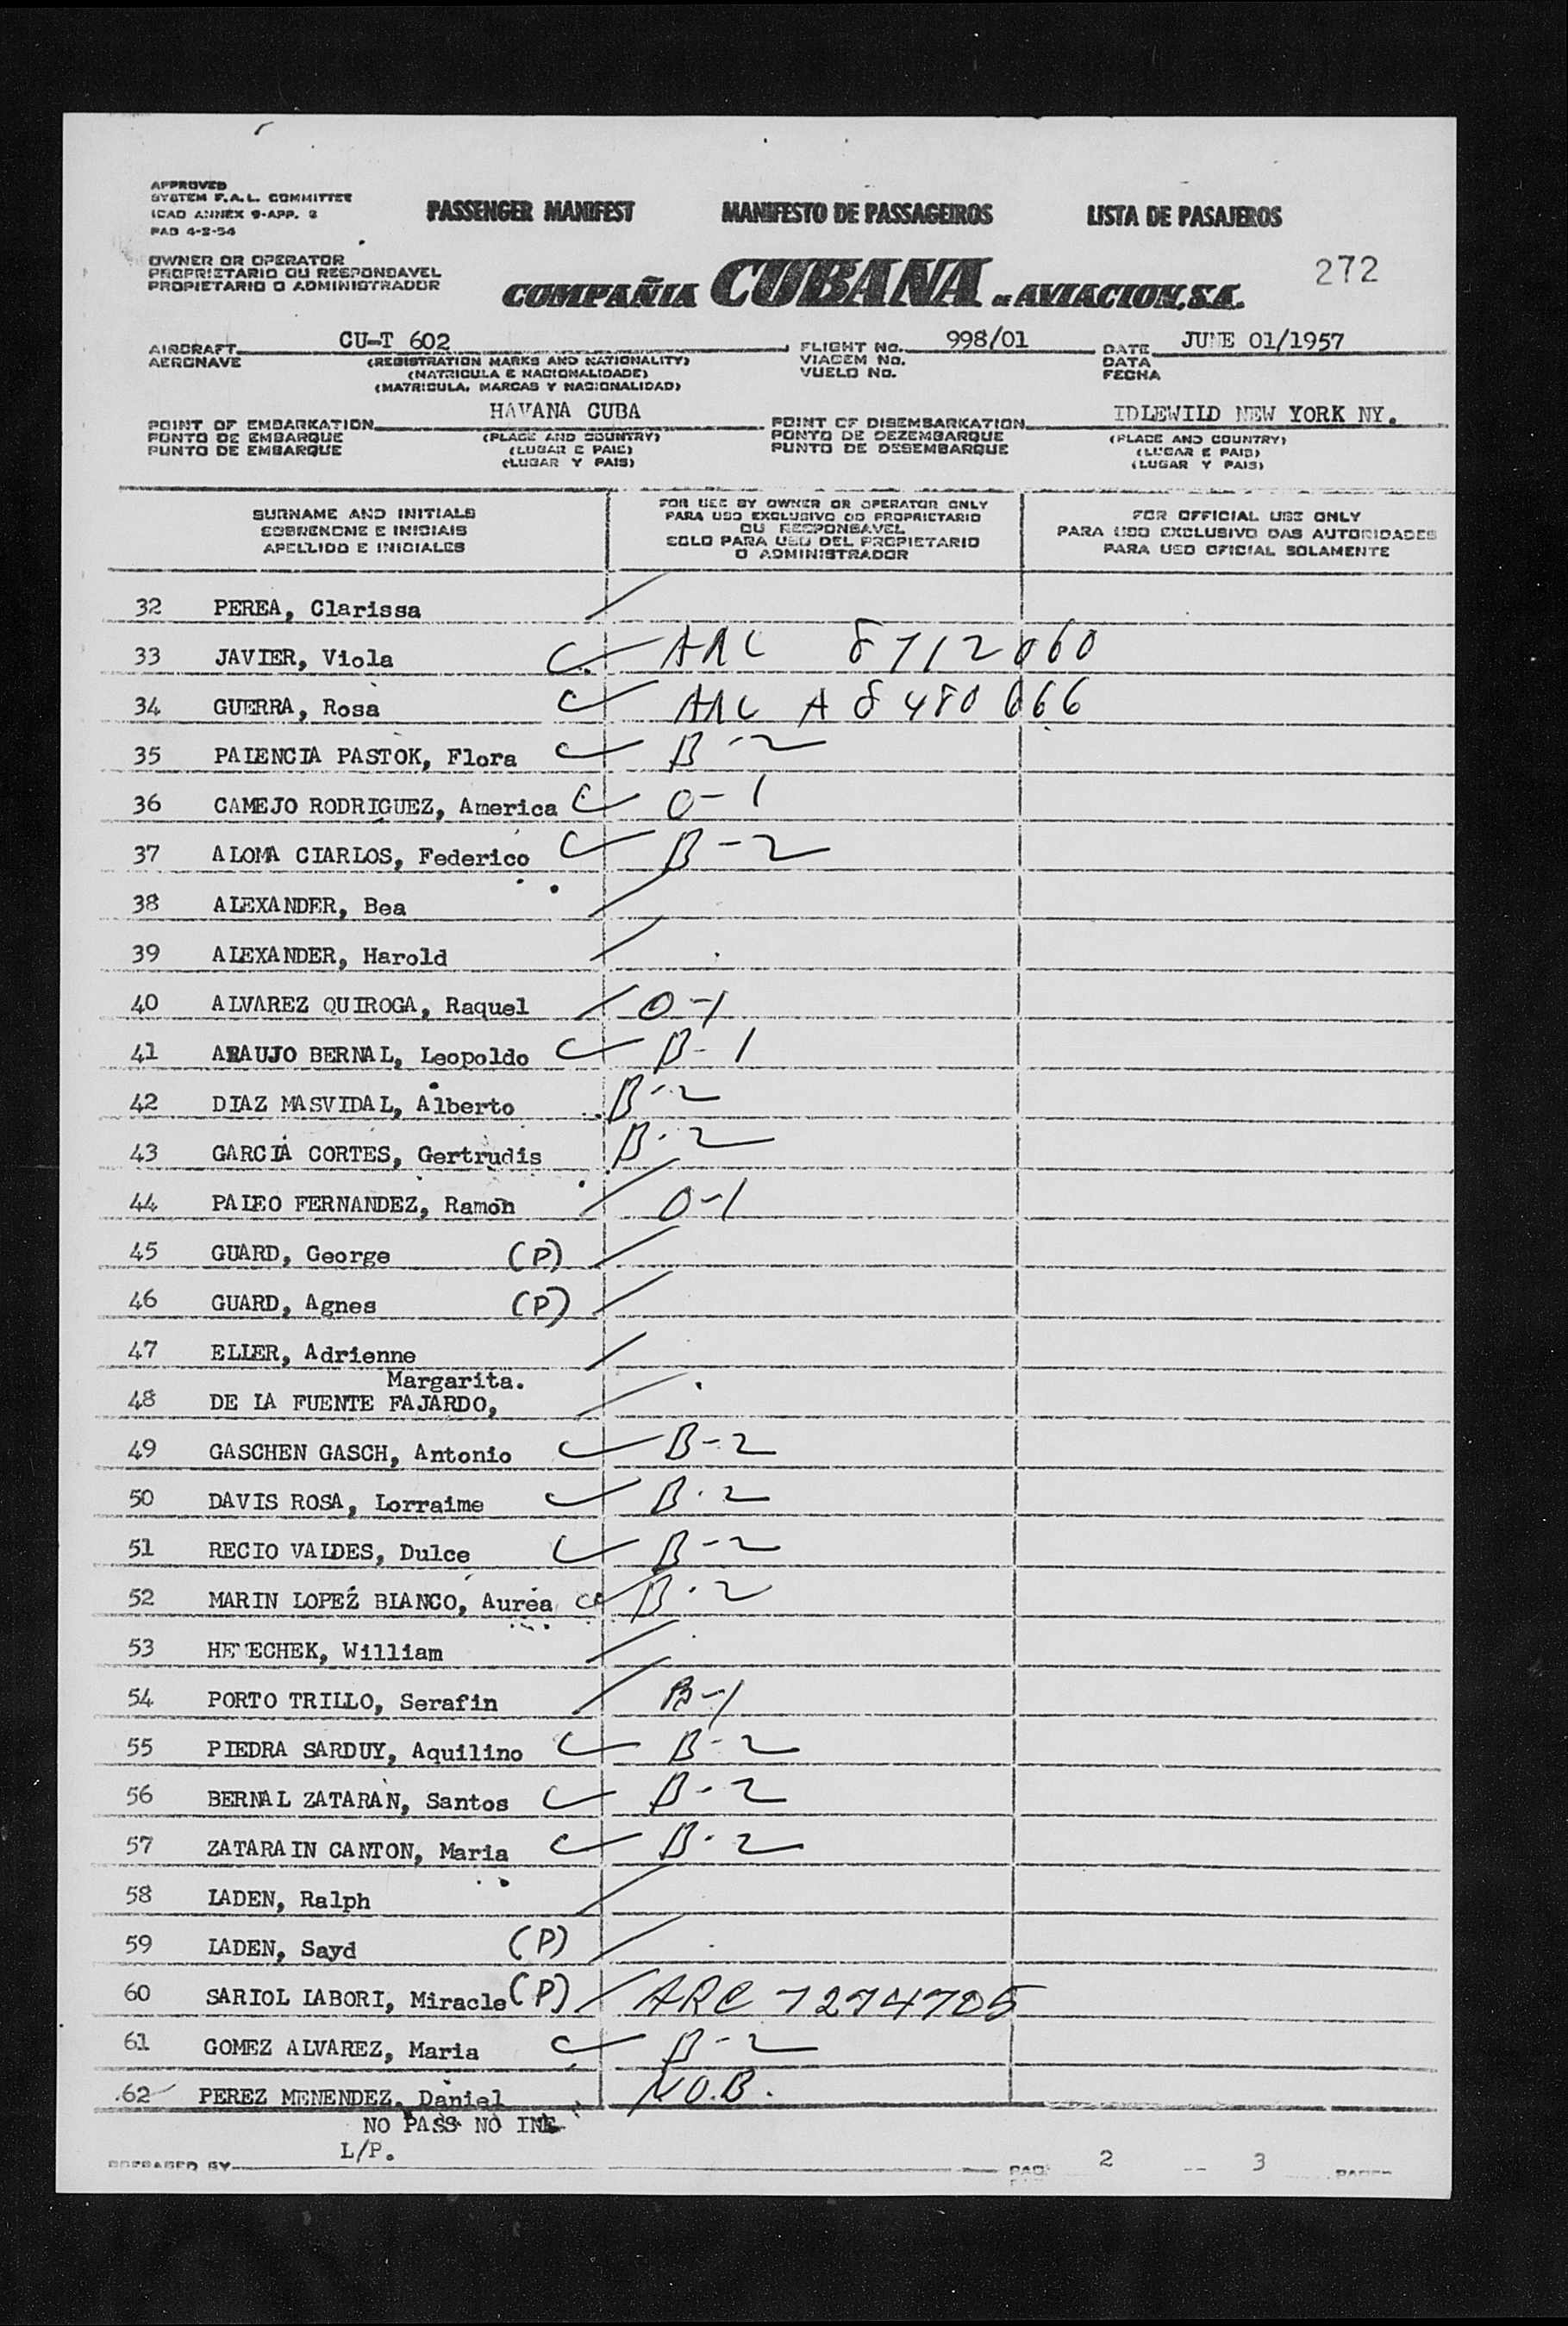 APPROVED
SYSTEM F.A.L. COMMITTEE
ICAO ANNEX 9-APP. 2
PAD 4-2-54
PASSENGER MANIFEST MANIFESTO DE PASSAGEIROS LISTA DE PASAJEROS
OWNER OR OPERATOR
PROPRIETARIO OU RESPONSAVEL
PROPIETARIO O ADMINISTRADOR
COMPAÑIA CUBANA DE AVIACION, S.A.
272
AIRCRAFT CU-T 602 FLIGHT No. 998/01 DATE JUNE 01/1957
AERONAVE (REGISTRATION MARKS AND NATIONALITY) VIAGEM No. DATA
(MATRICULA E NACIONALIDADE) VUELO No. FECHA
(MATRICULA, MARCAS Y NACIONALIDAD)
POINT OF EMBARKATION HAVANA CUBA POINT OF DISEMBARKATION IDLEWILD NEW YORK NY.
PONTO DE EMBARQUE (PLACE AND COUNTRY) PONTO DE DEZEMBARQUE (PLACE AND COUNTRY)
PUNTO DE EMBARQUE (LUGAR E PAIS) PUNTO DE DESEMBARQUE (LUGAR E PAIS)
(LUGAR Y PAIS) (LUGAR Y PAIS)
SURNAME AND INITIALS
SOBRENOME E INICIAIS
APELLIDO E INICIALES
FOR USE BY OWNER OR OPERATOR ONLY
PARA USO EXCLUSIVO DO PROPRIETARIO
OU RESPONSAVEL
SOLO PARA USO DEL PROPIETARIO
O ADMINISTRADOR
FOR OFFICIAL USE ONLY
PARA USO EXCLUSIVO DAS AUTORIDADES
PARA USO OFICIAL SOLAMENTE
32 PEREA, Clarissa
33 JAVIER, Viola ARC 8712060
34 GUERRA, Rosa ARC A8480666
35 PALENCIA PASTOK, Flora B-2
36 CAMEJO RODRIGUEZ, America O-1
37 ALOMA CIARLOS, Federico B-2
38 ALEXANDER, Bea
39 ALEXANDER, Harold
40 ALVAREZ QUIROGA, Raquel O-1
41 ARAUJO BERNAL, Leopoldo B-1
42 DIAZ MASVIDAL, Alberto B-2
43 GARCIA CORTES, Gertrudis B-2
44 PALEO FERNANDEZ, Ramon O-1
45 GUARD, George (P)
46 GUARD, Agnes (P)
47 ELLER, Adrienne
Margarita.
48 DE LA FUENTE FAJARDO,
49 GASCHEN GASCH, Antonio B-2
50 DAVIS ROSA, Lorraime B-2
51 RECIO VALDES, Dulce B-2
52 MARIN LOPEZ BLANCO, Aurea B-2
53 William
54 PORTO TRILLO, Serafin B-1
55 PIEDRA SARDUY, Aquilino B-2
56 BERNAL ZATARAN, Santos B-2
57 ZATARAIN CANTON, Maria B-2
58 LADEN, Ralph
59 LADEN, Sayd (P)
60 SARIOL LABORI, Miracle (P) ARC 7274705
61 GOMEZ ALVAREZ, Maria B-2
62 PEREZ MENENDEZ, Daniel N.O.B.
NO PASS NO INE
L/P.
PREPARED BY PAG. 2 3 PAGES